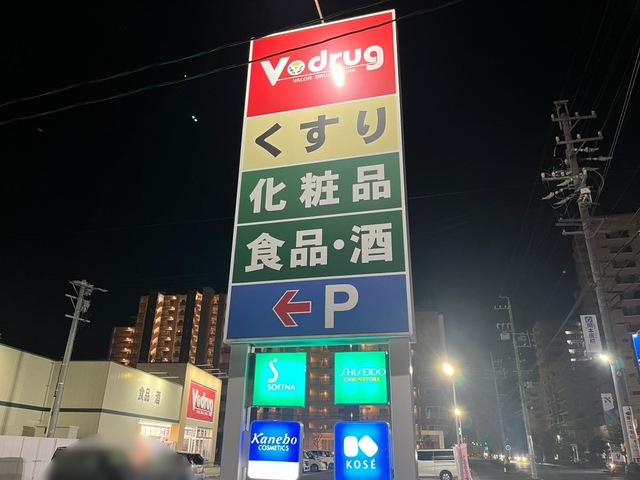 V drug
VALOR DRUG STORE
くすり
化粧品
食品・酒
←P
S
SOFINA
SHISEIDO
CHAINSTORE
Kanebo
COSMETICS
K
KOSÉ
食品 酒
V drug